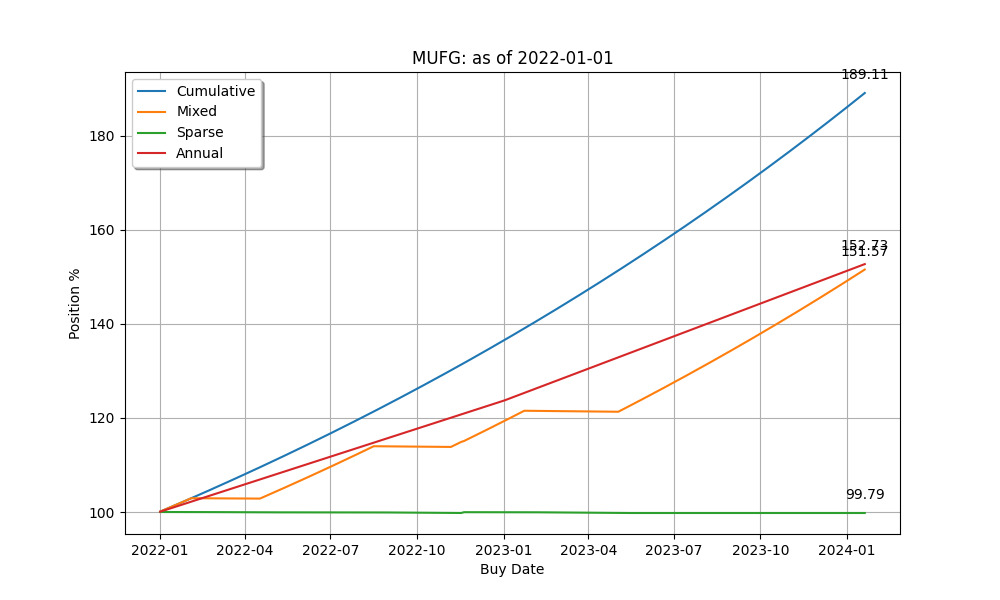 MUFG: as of 2022-01-01
189.11
Cumulative
Mixed
Sparse
Annual
180
160
152.73
151.57
140
120
100
99.79
Position %
2022-01
2022-04
2022-07
2022-10
2023-01
2023-04
2023-07
2023-10
2024-01
Buy Date